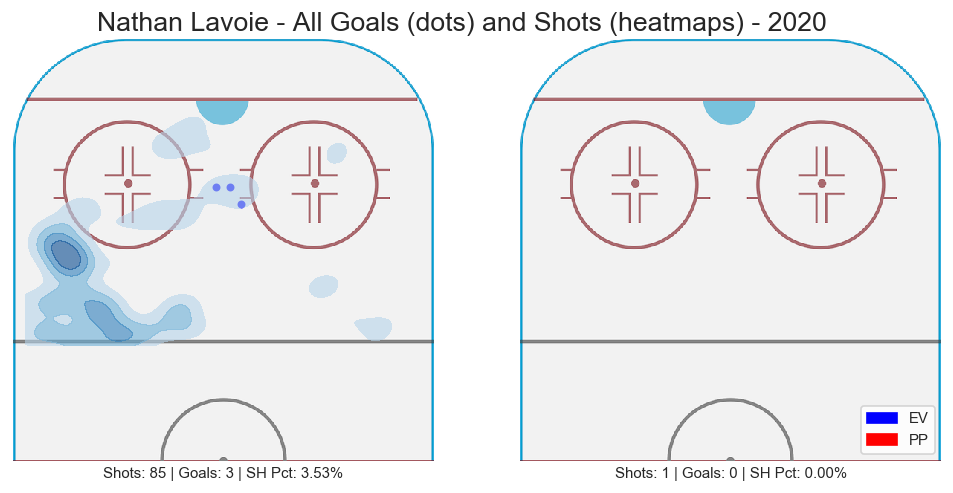 Nathan Lavoie - All Goals (dots) and Shots (heatmaps) - 2020
EV
PP
Shots: 85 | Goals: 3 | SH Pct: 3.53%
Shots: 1 | Goals: 0 | SH Pct: 0.00%